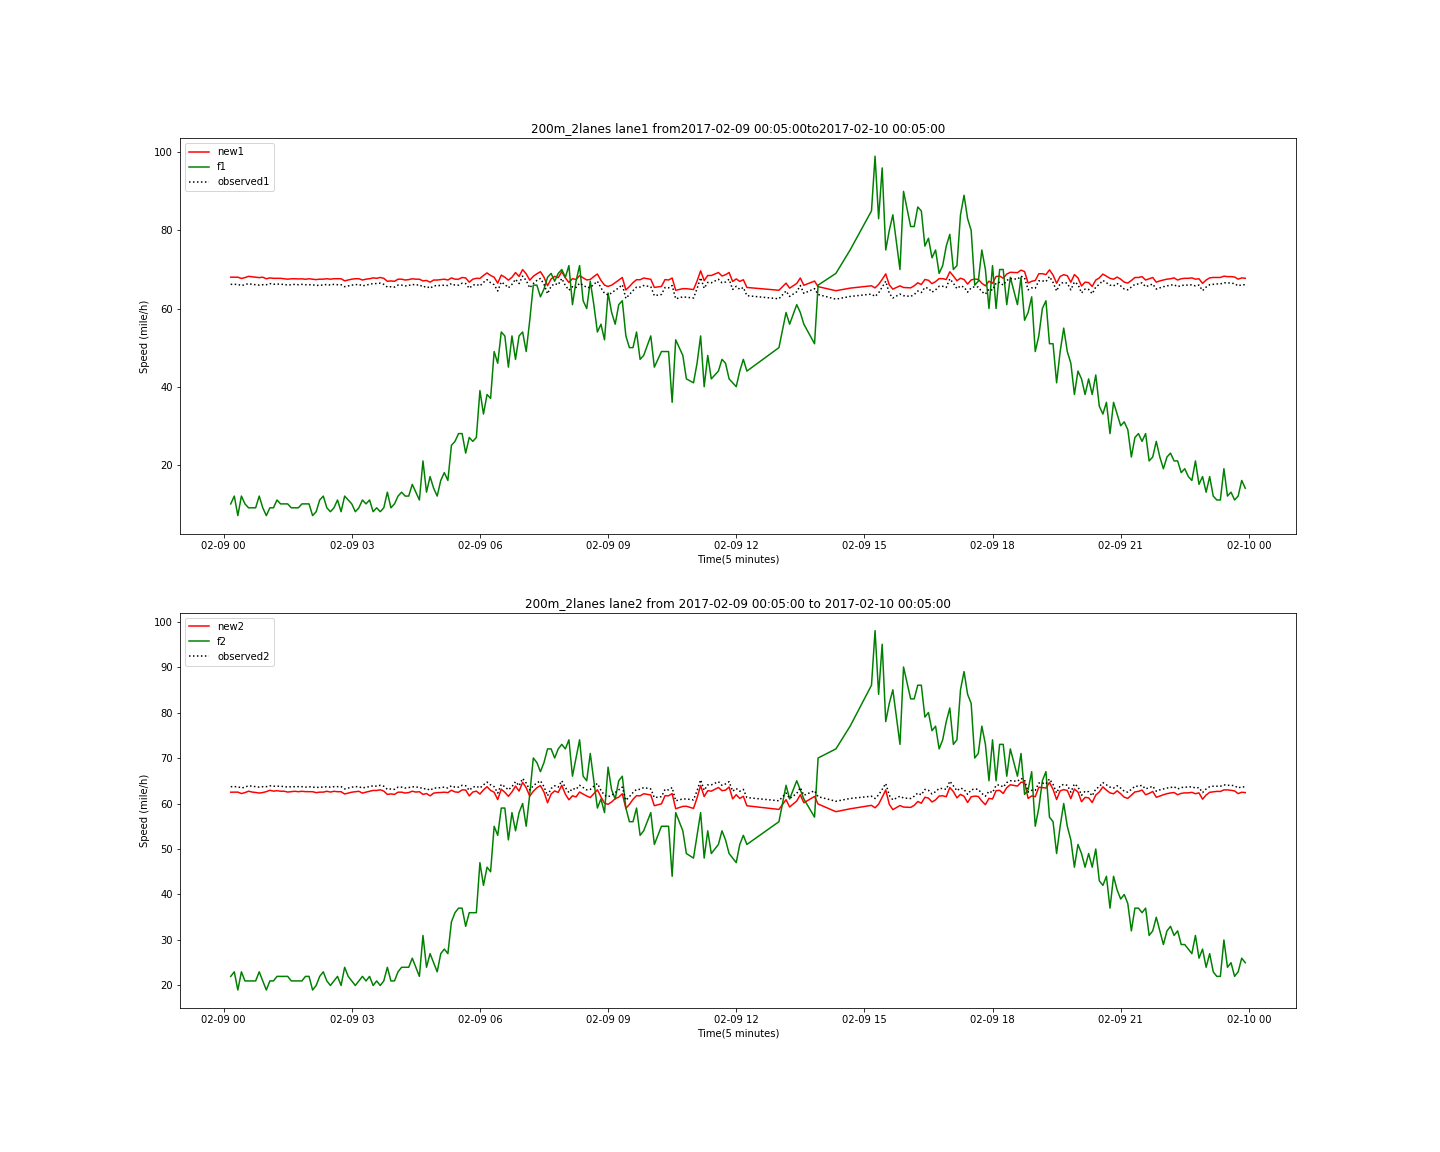 200m_2lanes lane1 from2017-02-09 00:05:00to2017-02-10 00:05:00
new1
f1
observed1
100
80
60
40
20
Speed (mile/h)
02-09 00 02-09 03 02-09 06 02-09 09 02-09 12 02-09 15 02-09 18 02-09 21 02-10 00
Time(5 minutes)
200m_2lanes lane2 from 2017-02-09 00:05:00 to 2017-02-10 00:05:00
new2
f2
observed2
100
90
80
70
60
50
40
30
20
Speed (mile/h)
02-09 00 02-09 03 02-09 06 02-09 09 02-09 12 02-09 15 02-09 18 02-09 21 02-10 00
Time(5 minutes)